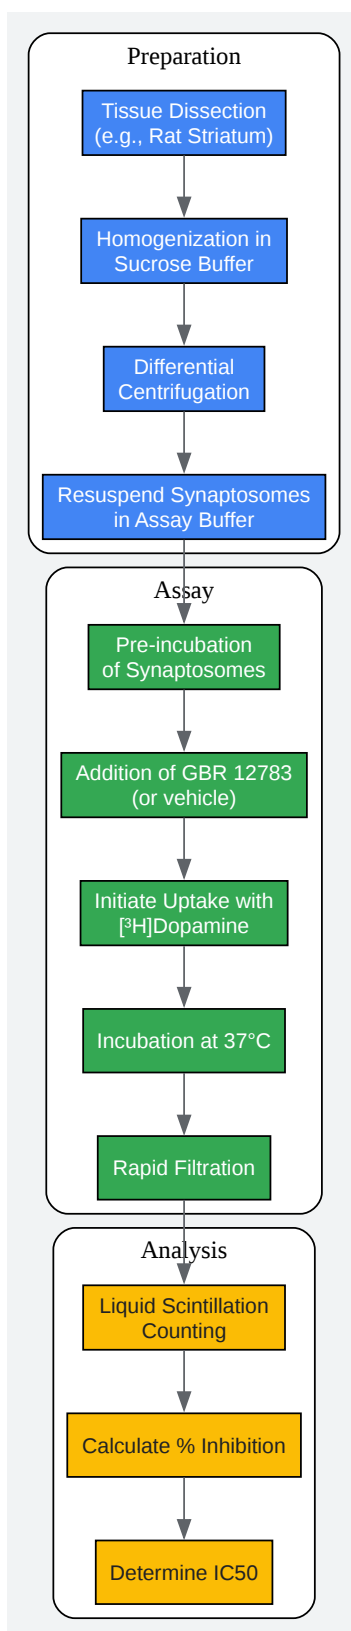 Preparation
Tissue Dissection
(e.g., Rat Striatum)
Homogenization in
Sucrose Buffer
Differential
Centrifugation
Resuspend Synaptosomes
in Assay Buffer
Assay
Pre-incubation
of Synaptosomes
Addition of GBR 12783
(or vehicle)
Initiate Uptake with
[³H]Dopamine
Incubation at 37°C
Rapid Filtration
Analysis
Liquid Scintillation
Counting
Calculate % Inhibition
Determine IC50